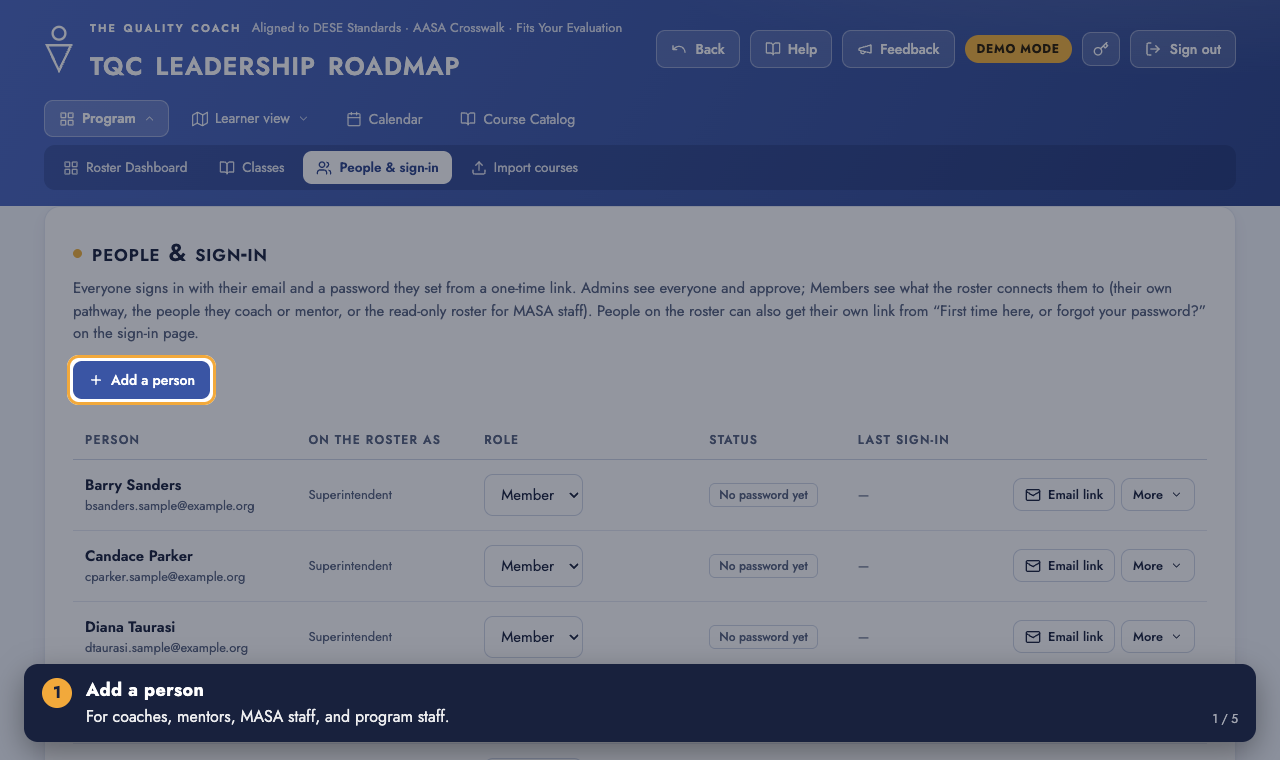 THE QUALITY COACH Aligned to DESE Standards · AASA Crosswalk · Fits Your Evaluation
TQC LEADERSHIP ROADMAP
Back
Help
Feedback
DEMO MODE
Sign out
Program
Learner view
Calendar
Course Catalog
Roster Dashboard
Classes
People & sign-in
Import courses
PEOPLE & SIGN-IN
Everyone signs in with their email and a password they set from a one-time link. Admins see everyone and approve; Members see what the roster connects them to (their own
pathway, the people they coach or mentor, or the read-only roster for MASA staff). People on the roster can also get their own link from “First time here, or forgot your password?”
on the sign-in page.
+ Add a person
PERSON ON THE ROSTER AS ROLE STATUS LAST SIGN-IN
Barry Sanders
bsanders.sample@example.org
Superintendent
Member
No password yet
—
Email link
More
Candace Parker
cparker.sample@example.org
Superintendent
Member
No password yet
—
Email link
More
Diana Taurasi
dtaurasi.sample@example.org
Superintendent
Member
No password yet
—
Email link
More
1
Add a person
For coaches, mentors, MASA staff, and program staff.
1 / 5